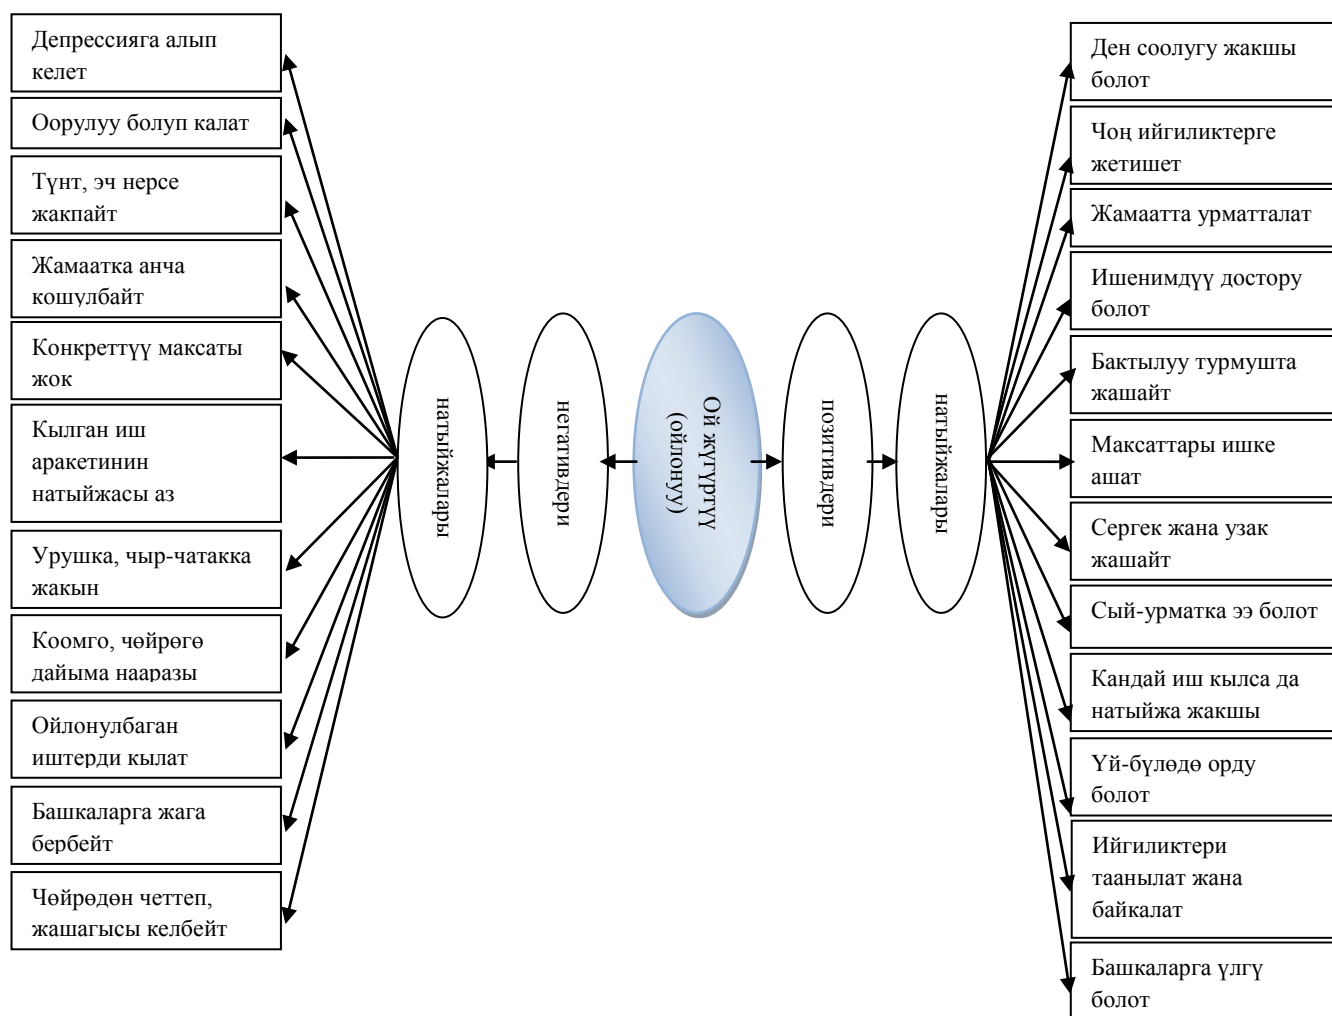 Депрессияга алып
келет
Оорулуу болуп калат
Түнт, эч нерсе
жакпайт
Жамаатка анча
кошулбайт
Конкреттүү максаты
жок
Кылган иш
аракетинин
натыйжасы аз
Урушка, чыр-чатакка
жакын
Коомго, чөйрөгө
дайыма нааразы
Ойлонулбаган
иштерди кылат
Башкаларга жага
бербейт
Чөйрөдөн четтеп,
жашагысы келбейт
натыйжалары
негативдери
Ой жүгүртүү
(ойлонуу)
позитивдери
натыйжалары
Ден соолугу жакшы
болот
Чоң ийгиликтерге
жетишет
Жамаатта урматталат
Ишенимдүү достору
болот
Бактылуу турмушта
жашайт
Максаттары ишке
ашат
Сергек жана узак
жашайт
Сый-урматка ээ болот
Кандай иш кылса да
натыйжа жакшы
Үй-бүлөдө орду
болот
Ийгиликтери
таанылат жана
байкалат
Башкаларга үлгү
болот